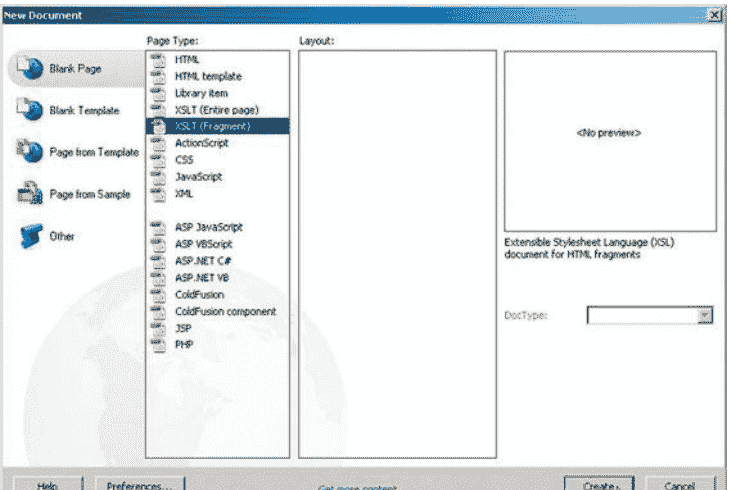 New Document
Page Type:
Layout:
Blank Page
Blank Template
Page from Template
Page from Sample
Other
HTML
HTML template
Library item
XSLT (Entire page)
XSLT (Fragment)
ActionScript
CSS
JavaScript
XML
ASP JavaScript
ASP VBScript
ASP.NET C#
ASP.NET VB
ColdFusion
ColdFusion component
JSP
PHP
<No preview>
Extensible Stylesheet Language (XSL)
document for HTML fragments
DocType:
Help
Preferences...
Get more content
Create
Cancel